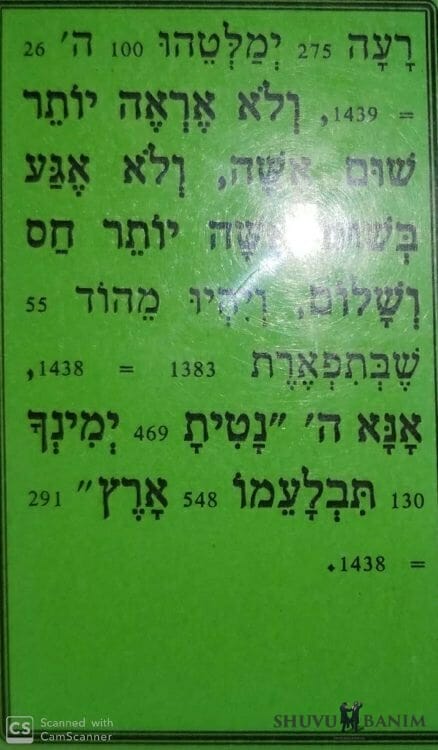 רָעָה 275 יְמַלְּטֵהוּ 100 ה׳ 26
= 1439, וְלֹא אֶרְאֶה יוֹתֵר
שׁוּם אִשָּׁה, וְלֹא אֶגַּע
בְּשׁוּם אִשָּׁה יוֹתֵר חַס
וְשָׁלוֹם, וְיִהְיוּ מֵהוֹד 55
שֶׁבְּתִפְאֶרֶת 1383 = 1438,
אָנָּא ה׳ ״נָטִיתָ 469 יְמִינְךָ
130 תִּבְלָעֵמוֹ 548 אָרֶץ״ 291
= 1438.
CS Scanned with
CamScanner
SHUVU BANIM